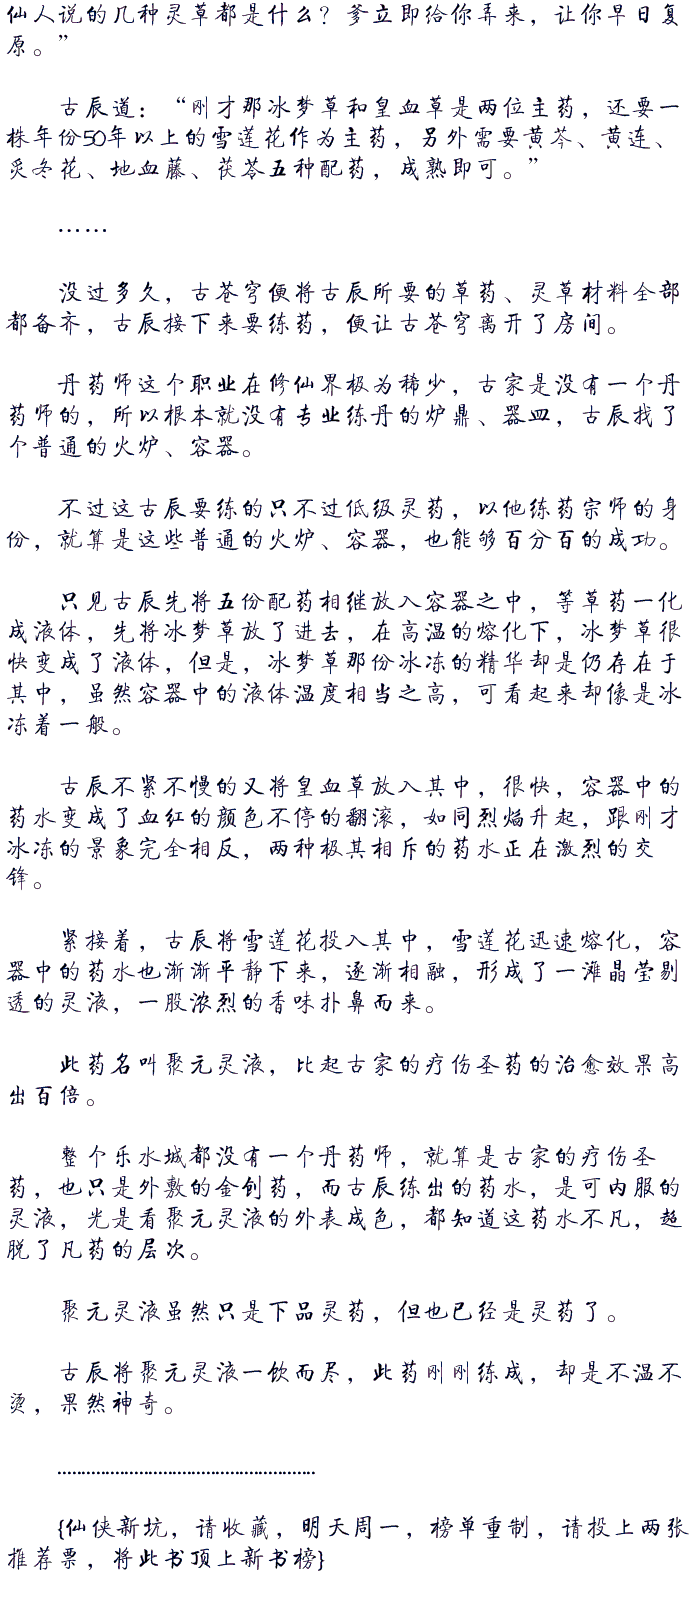 仙人说的几种灵草都是什么？爹立即给你弄来，让你早日复
原。”
古辰道：“刚才那冰梦草和皇血草是两位主药，还要一
株年份50年以上的雪莲花作为主药，另外需要黄芩、黄连、
炙冬花、地血藤、茯苓五种配药，成熟即可。”
……
没过多久，古苍穹便将古辰所要的草药、灵草材料全部
都备齐，古辰接下来要练药，便让古苍穹离开了房间。
丹药师这个职业在修仙界极为稀少，古家是没有一个丹
药师的，所以根本就没有专业练丹的炉鼎、器皿，古辰找了
个普通的火炉、容器。
不过这古辰要练的只不过低级灵药，以他练药宗师的身
份，就算是这些普通的火炉、容器，也能够百分百的成功。
只见古辰先将五份配药相继放入容器之中，等草药一化
成液体，先将冰梦草放了进去，在高温的熔化下，冰梦草很
快变成了液体，但是，冰梦草那份冰冻的精华却是仍存在于
其中，虽然容器中的液体温度相当之高，可看起来却像是冰
冻着一般。
古辰不紧不慢的又将皇血草放入其中，很快，容器中的
药水变成了血红的颜色不停的翻滚，如同烈焰升起，跟刚才
冰冻的景象完全相反，两种极其相斥的药水正在激烈的交
锋。
紧接着，古辰将雪莲花投入其中，雪莲花迅速熔化，容
器中的药水也渐渐平静下来，逐渐相融，形成了一滩晶莹剔
透的灵液，一股浓烈的香味扑鼻而来。
此药名叫聚元灵液，比起古家的疗伤圣药的治愈效果高
出百倍。
整个乐水城都没有一个丹药师，就算是古家的疗伤圣
药，也只是外敷的金创药，而古辰练出的药水，是可内服的
灵液，光是看聚元灵液的外表成色，都知道这药水不凡，超
脱了凡药的层次。
聚元灵液虽然只是下品灵药，但也已经是灵药了。
古辰将聚元灵液一饮而尽，此药刚刚练成，却是不温不
烫，果然神奇。
......................................................
{仙侠新坑，请收藏，明天周一，榜单重制，请投上两张
推荐票，将此书顶上新书榜}